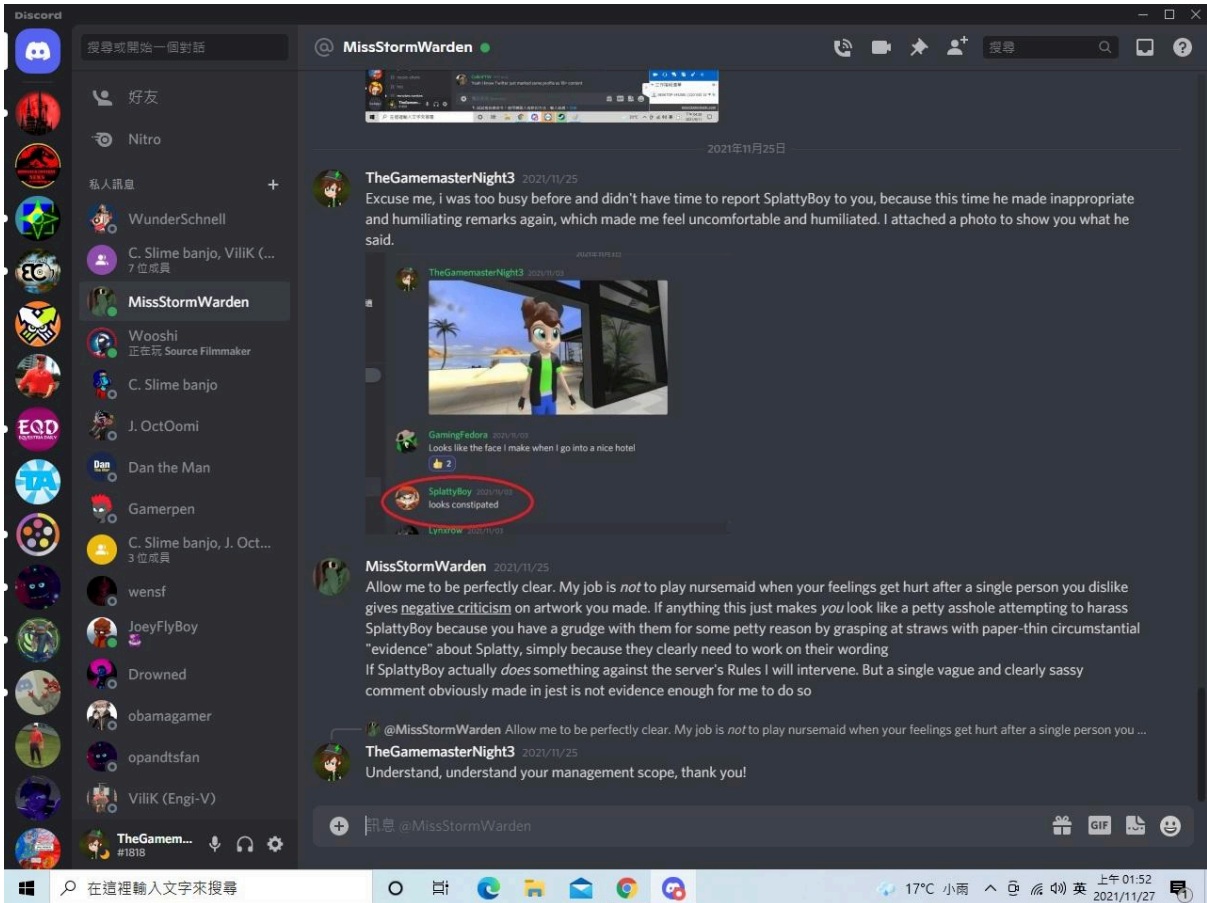 Discord
搜尋或開始一個對話
好友
Nitro
私人訊息
WunderSchnell
C. Slime banjo, ViliK (...
7 位成員
MissStormWarden
Wooshi
正在玩 Source Filmmaker
C. Slime banjo
J. OctOomi
Dan the Man
Gamerpen
C. Slime banjo, J. Oct...
3 位成員
wensf
JoeyFlyBoy
Drowned
obamagamer
opandtsfan
ViliK (Engi-V)
TheGamem...
#1818
EQD
TA
@ MissStormWarden
搜尋
2021年11月25日
TheGamemasterNight3 2021/11/25
Excuse me, i was too busy before and didn't have time to report SplattyBoy to you, because this time he made inappropriate
and humiliating remarks again, which made me feel uncomfortable and humiliated. I attached a photo to show you what he
said.
TheGamemasterNight3 2021/11/03
GamingFedora 2021/11/03
Looks like the face I make when I go into a nice hotel
2
SplattyBoy 2021/11/03
looks constipated
Lynxrow 2021/11/03
MissStormWarden 2021/11/25
Allow me to be perfectly clear. My job is not to play nursemaid when your feelings get hurt after a single person you dislike
gives negative criticism on artwork you made. If anything this just makes you look like a petty asshole attempting to harass
SplattyBoy because you have a grudge with them for some petty reason by grasping at straws with paper-thin circumstantial
"evidence" about Splatty, simply because they clearly need to work on their wording
If SplattyBoy actually does something against the server's Rules I will intervene. But a single vague and clearly sassy
comment obviously made in jest is not evidence enough for me to do so
@MissStormWarden Allow me to be perfectly clear. My job is not to play nursemaid when your feelings get hurt after a single person you ...
TheGamemasterNight3 2021/11/25
Understand, understand your management scope, thank you!
訊息 @MissStormWarden
GIF
在這裡輸入文字來搜尋
17°C 小雨
英
上午 01:52
2021/11/27